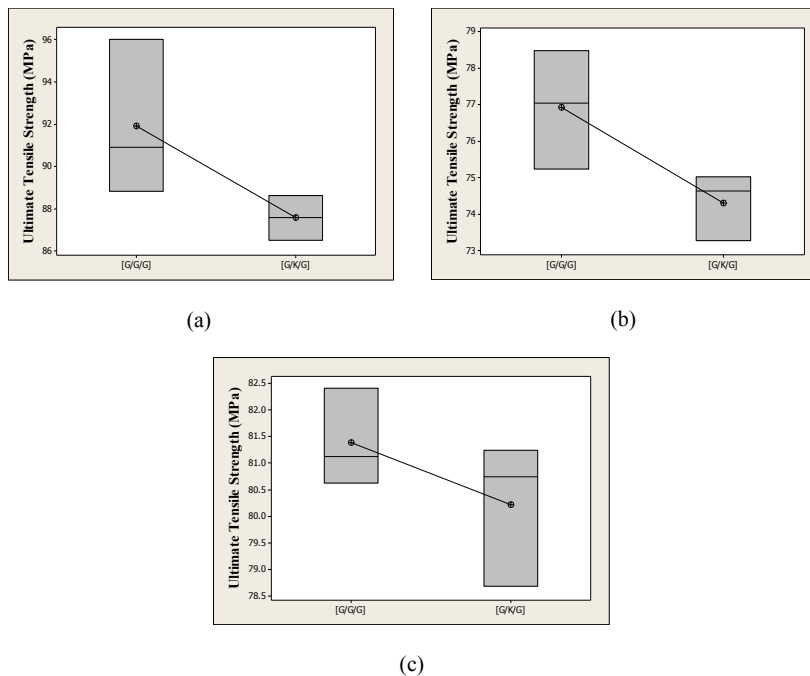 Ultimate Tensile Strength (MPa)
96
94
92
90
88
86
[G/G/G] [G/K/G]
(a)
Ultimate Tensile Strength (MPa)
79
78
77
76
75
74
73
[G/G/G] [G/K/G]
(b)
Ultimate Tensile Strength (MPa)
82.5
82.0
81.5
81.0
80.5
80.0
79.5
79.0
78.5
[G/G/G] [G/K/G]
(c)